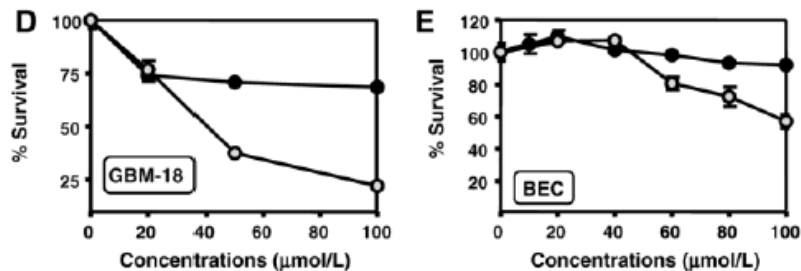 D
100
75
50
25
% Survival
GBM-18
0 20 40 60 80 100
Concentrations (µmol/L)
E
120
100
80
60
40
20
% Survival
BEC
0 20 40 60 80 100
Concentrations (µmol/L)